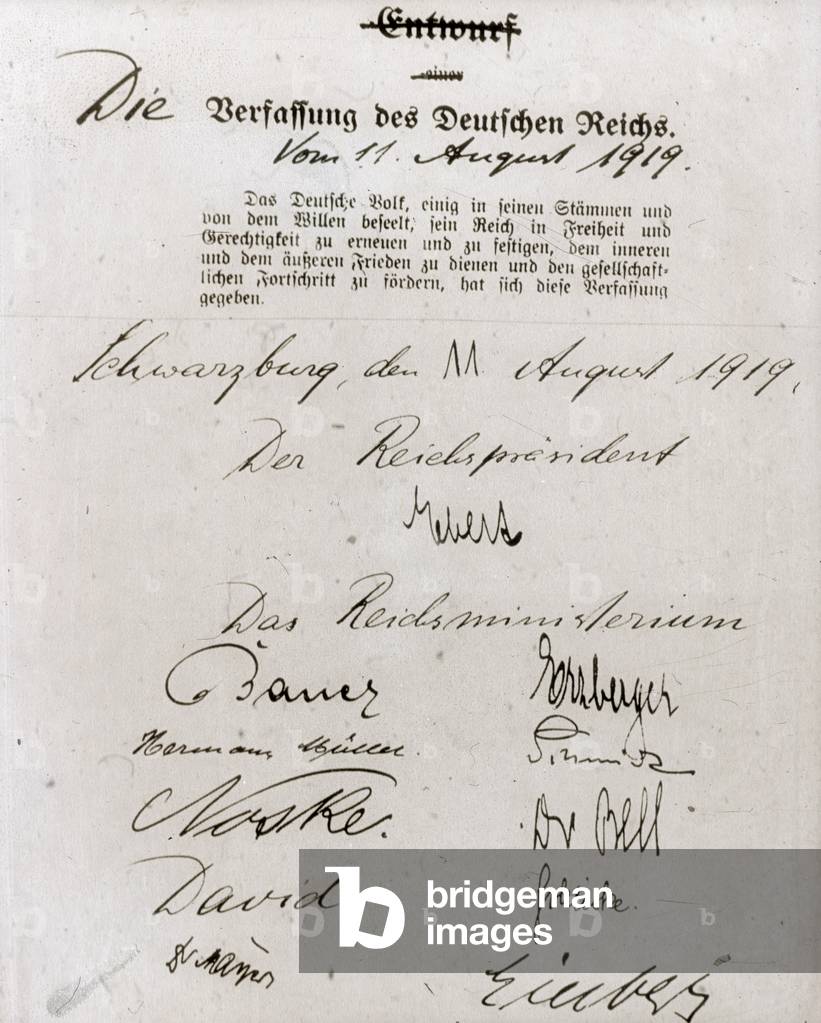 Entwurf
einer
Die Verfassung des Deutschen Reichs.
Vom 11. August 1919.
Das Deutsche Volk, einig in seinen Stämmen und
von dem Willen beseelt, sein Reich in Freiheit und
Gerechtigkeit zu erneuen und zu festigen, dem inneren
und dem äußeren Frieden zu dienen und den gesellschaft-
lichen Fortschritt zu fördern, hat sich diese Verfassung
gegeben.
Schwarzburg, den 11. August 1919,
Der Reichspräsident
Ebert
Das Reichsministerium
Bauer Erzberger
Hermann Müller. Schmidt
Noske. Dr Bell
David
Dr Mayer
bridgeman
images